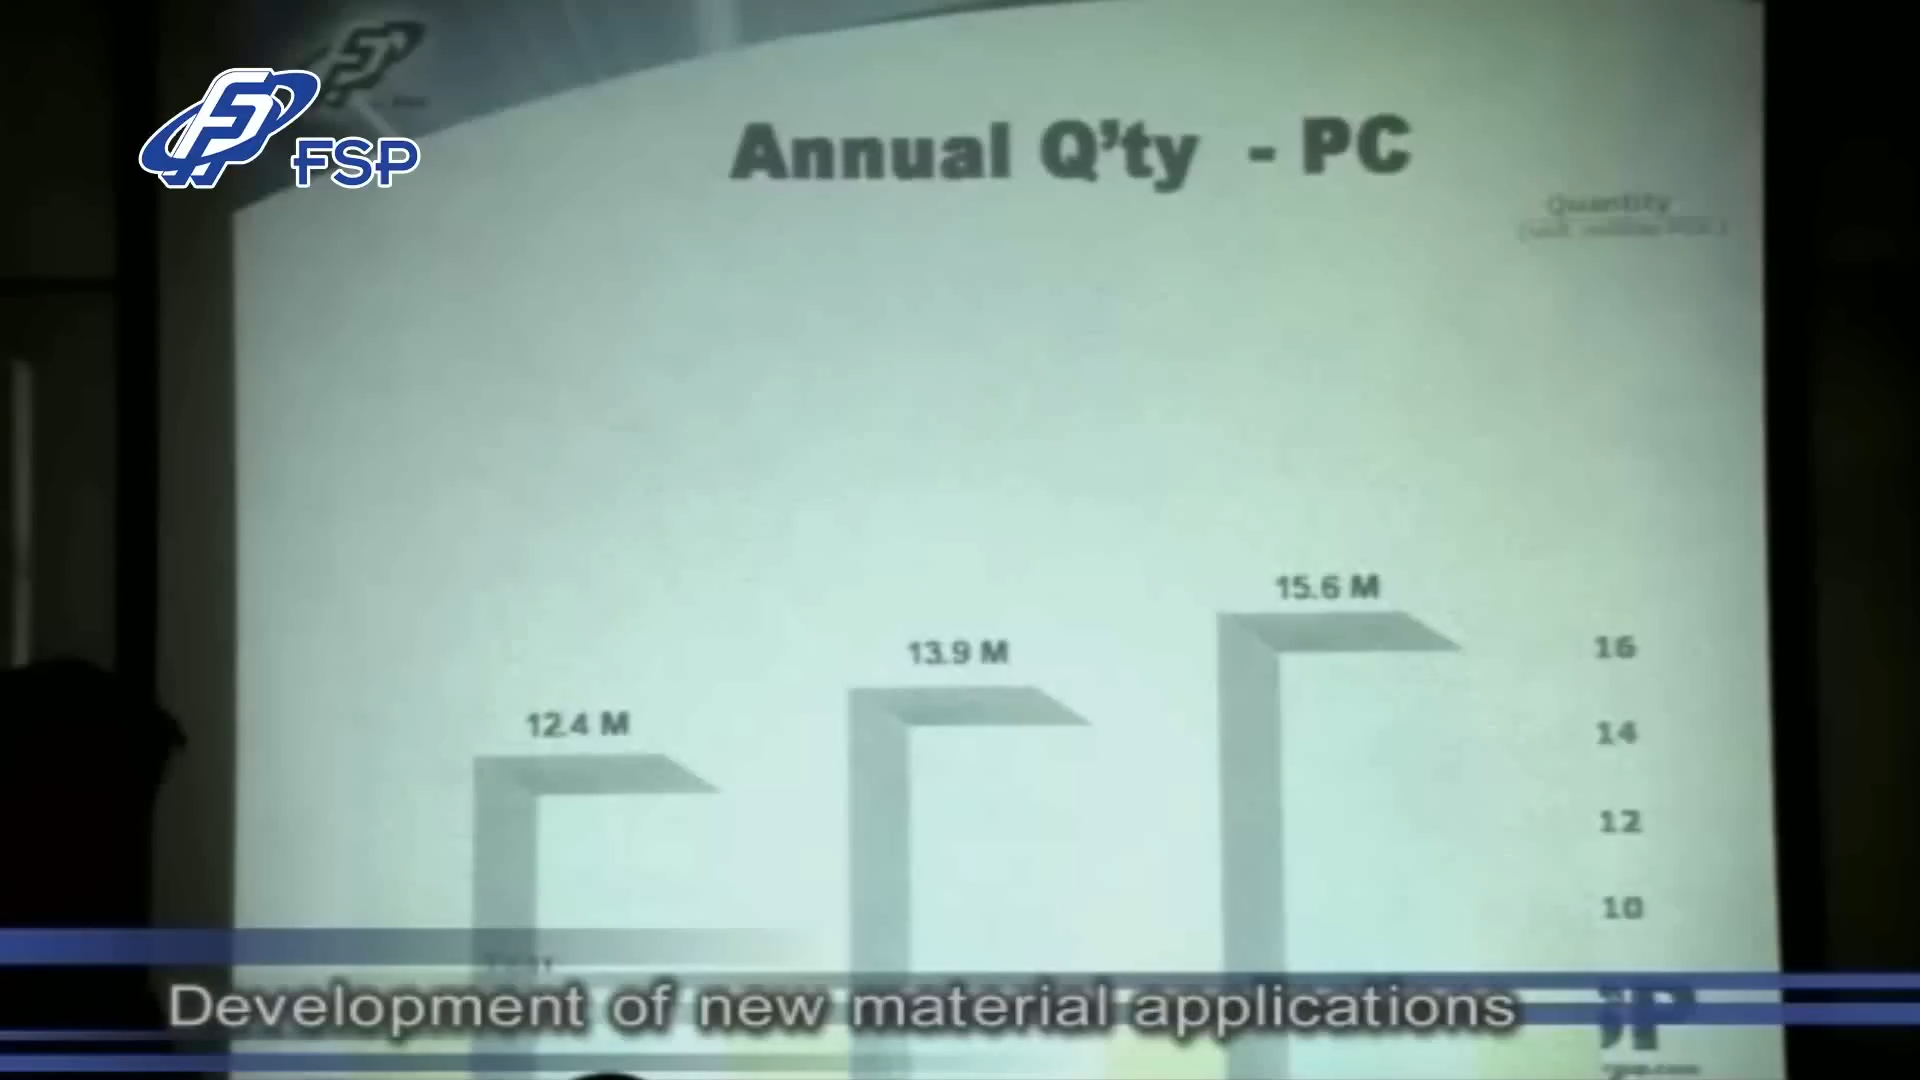 FSP
Annual Q'ty - PC
Quantity
15.6 M
13.9 M
12.4 M
16
14
12
10
Development of new material applications